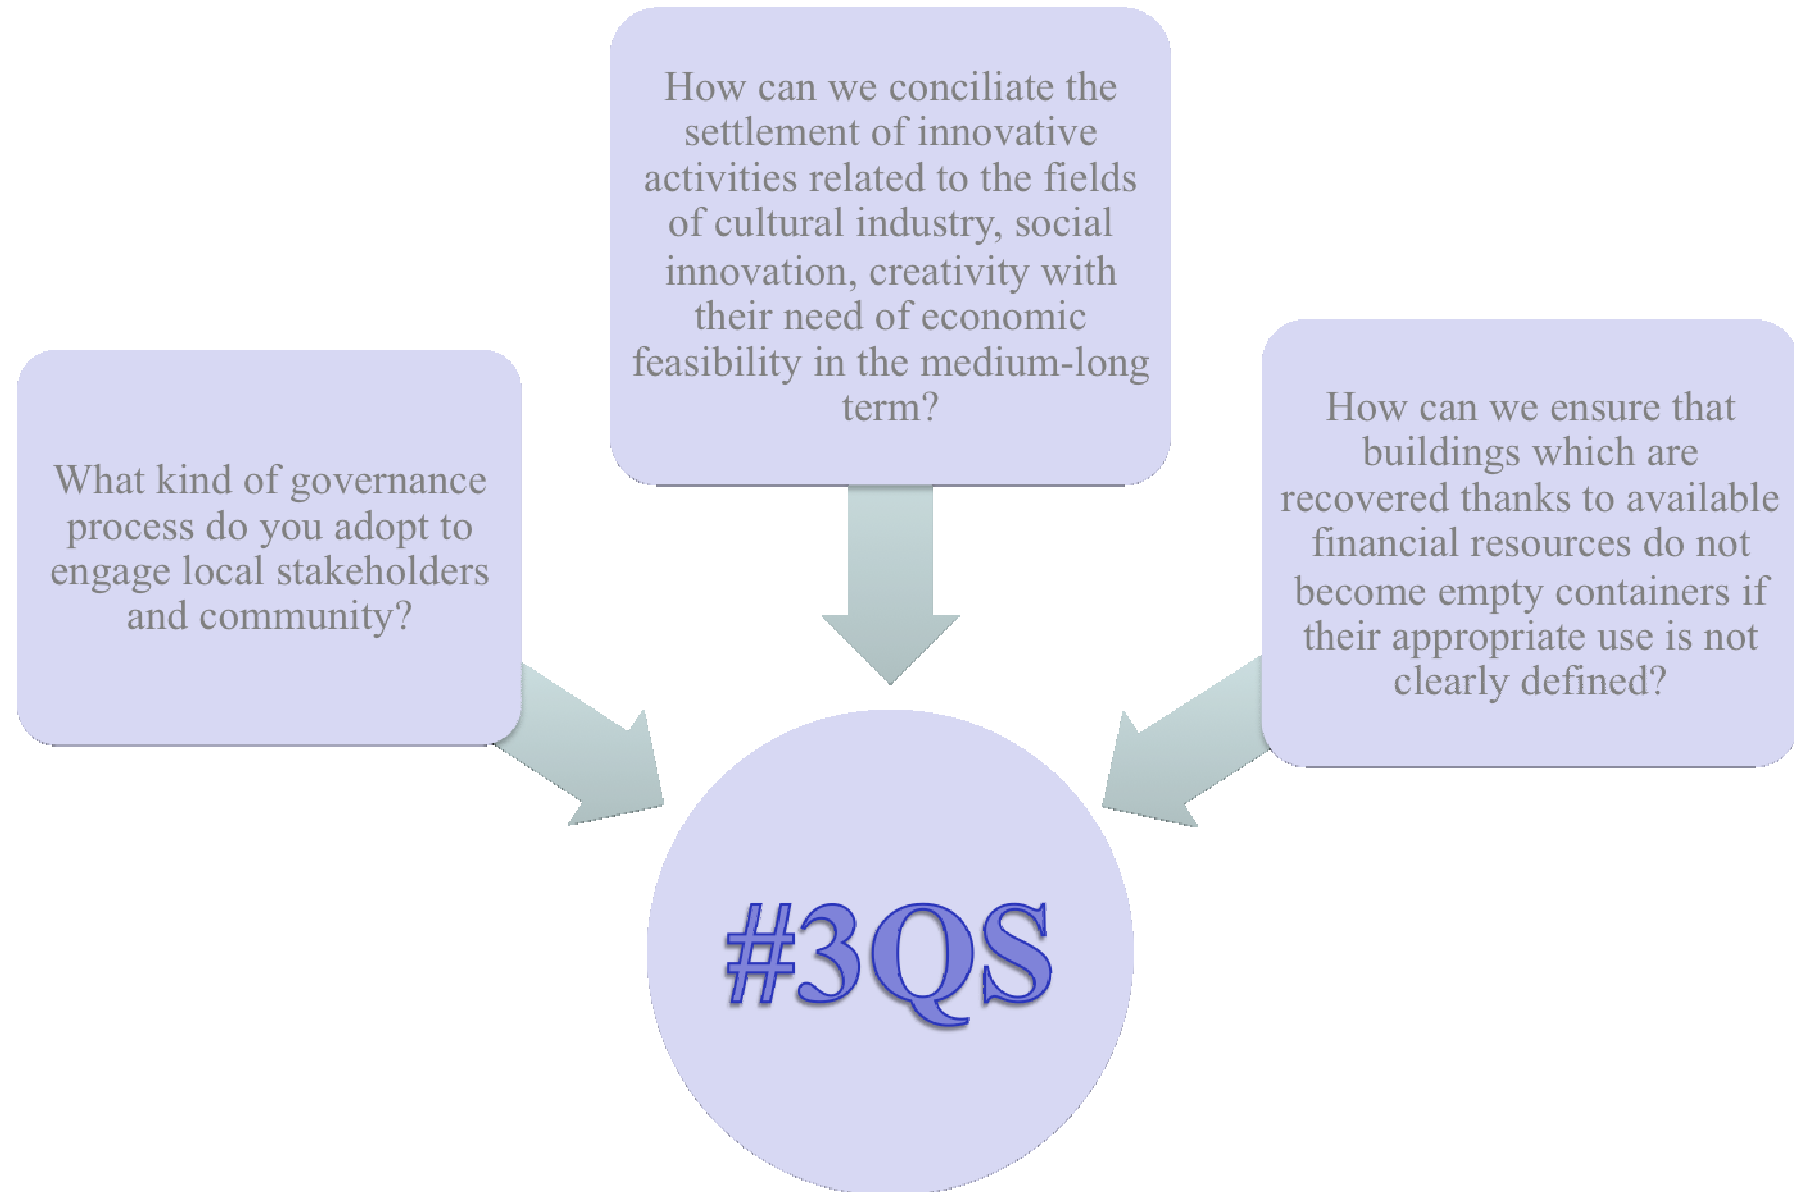 What kind of governance
process do you adopt to
engage local stakeholders
and community?
How can we conciliate the
settlement of innovative
activities related to the fields
of cultural industry, social
innovation, creativity with
their need of economic
feasibility in the medium-long
term?
How can we ensure that
buildings which are
recovered thanks to available
financial resources do not
become empty containers if
their appropriate use is not
clearly defined?
#3QS